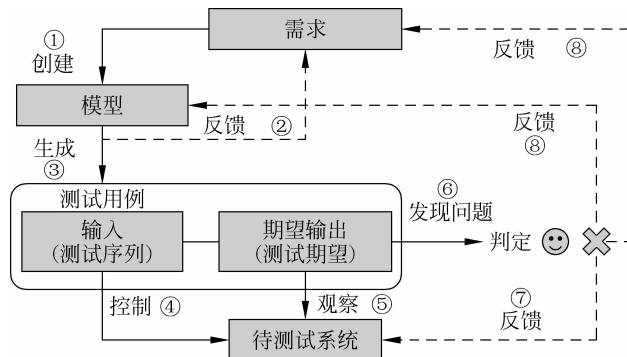 需求
①
创建
反馈 ⑧
模型
反馈 ②
反馈
⑧
生成
③
测试用例
⑥
发现问题
输入
(测试序列)
期望输出
(测试期望)
判定
控制 ④
观察 ⑤
⑦
反馈
待测试系统